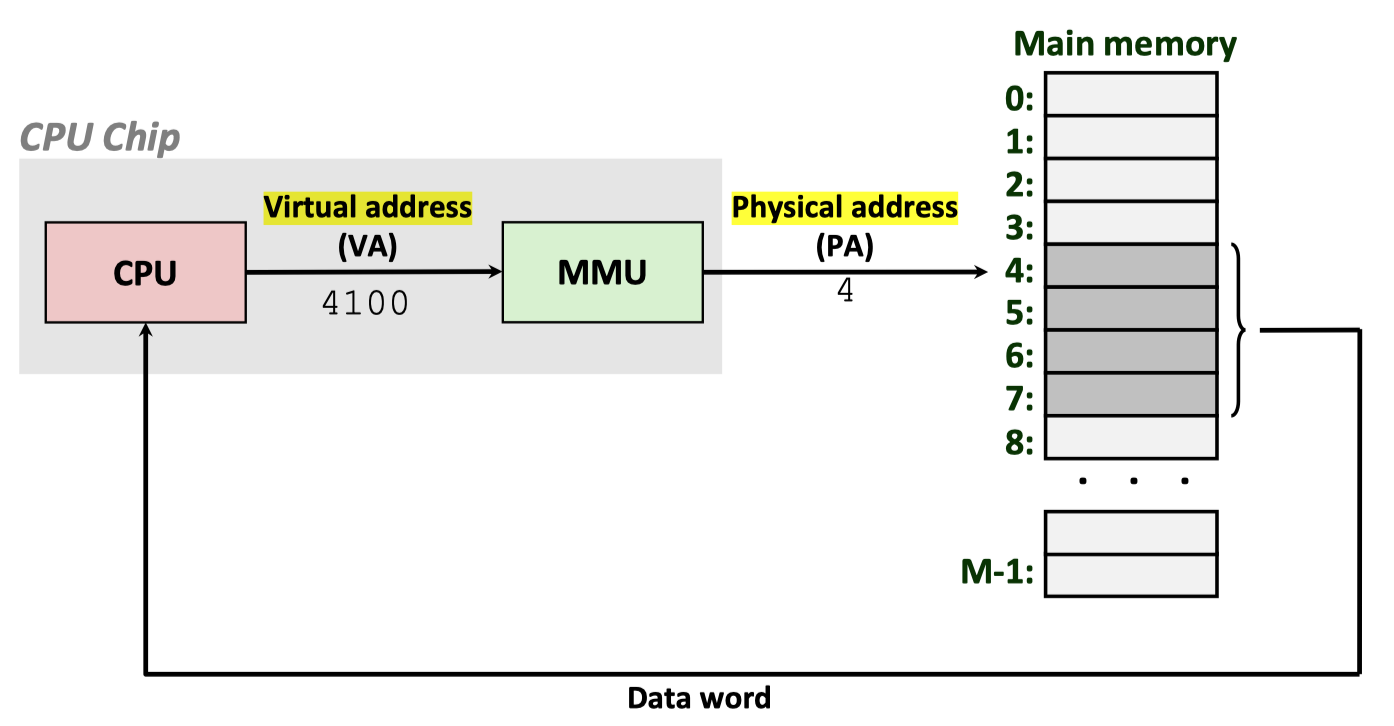 Main memory
CPU Chip
Virtual address
(VA)
4100
CPU
MMU
Physical address
(PA)
4
0:
1:
2:
3:
4:
5:
6:
7:
8:
. . .
M-1:
Data word